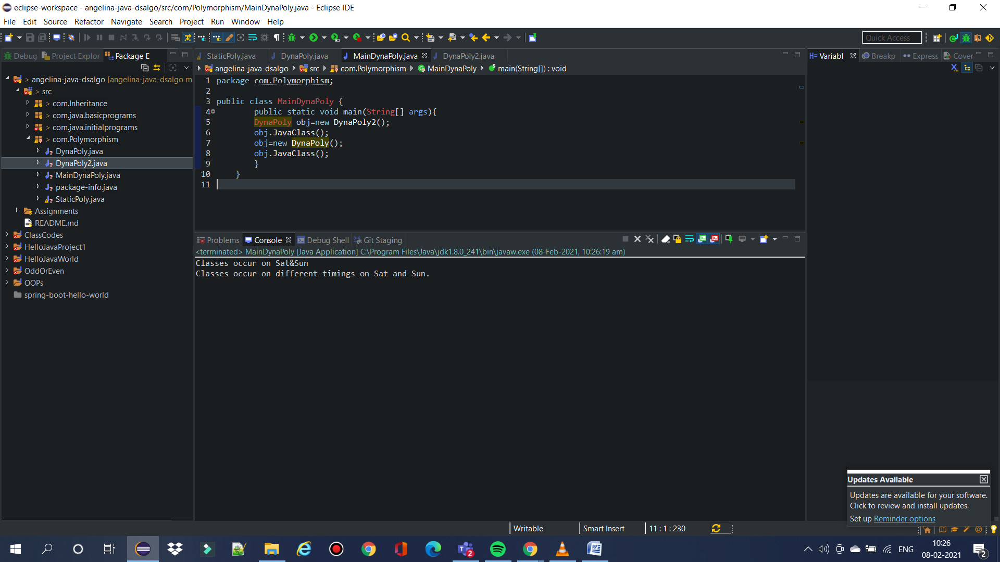 eclipse-workspace - angelina-java-dsalgo/src/com/Polymorphism/MainDynaPoly.java - Eclipse IDE
File Edit Source Refactor Navigate Search Project Run Window Help
Quick Access
Debug Project Explor Package E
StaticPoly.java DynaPoly.java MainDynaPoly.java DynaPoly2.java
Variabl Breakp Express Cover
angelina-java-dsalgo src com.Polymorphism MainDynaPoly main(String[]) : void
> angelina-java-dsalgo [angelina-java-dsalgo m
> src
> com.Inheritance
> com.java.basicprograms
> com.java.initialprograms
> com.Polymorphism
DynaPoly.java
DynaPoly2.java
MainDynaPoly.java
package-info.java
StaticPoly.java
Assignments
README.md
ClassCodes
HelloJavaProject1
HelloJavaWorld
OddOrEven
OOPs
spring-boot-hello-world
1 package com.Polymorphism;
2
3 public class MainDynaPoly {
4 public static void main(String[] args){
5 DynaPoly obj=new DynaPoly2();
6 obj.JavaClass();
7 obj=new DynaPoly();
8 obj.JavaClass();
9 }
10 }
11
Problems Console Debug Shell Git Staging
<terminated> MainDynaPoly [Java Application] C:\Program Files\Java\jdk1.8.0_241\bin\javaw.exe (08-Feb-2021, 10:26:19 am)
Classes occur on Sat&Sun
Classes occur on different timings on Sat and Sun.
Updates Available
Updates are available for your software.
Click to review and install updates.
Set up Reminder options
Writable Smart Insert 11 : 1 : 230
2
ENG
10:26
08-02-2021
2